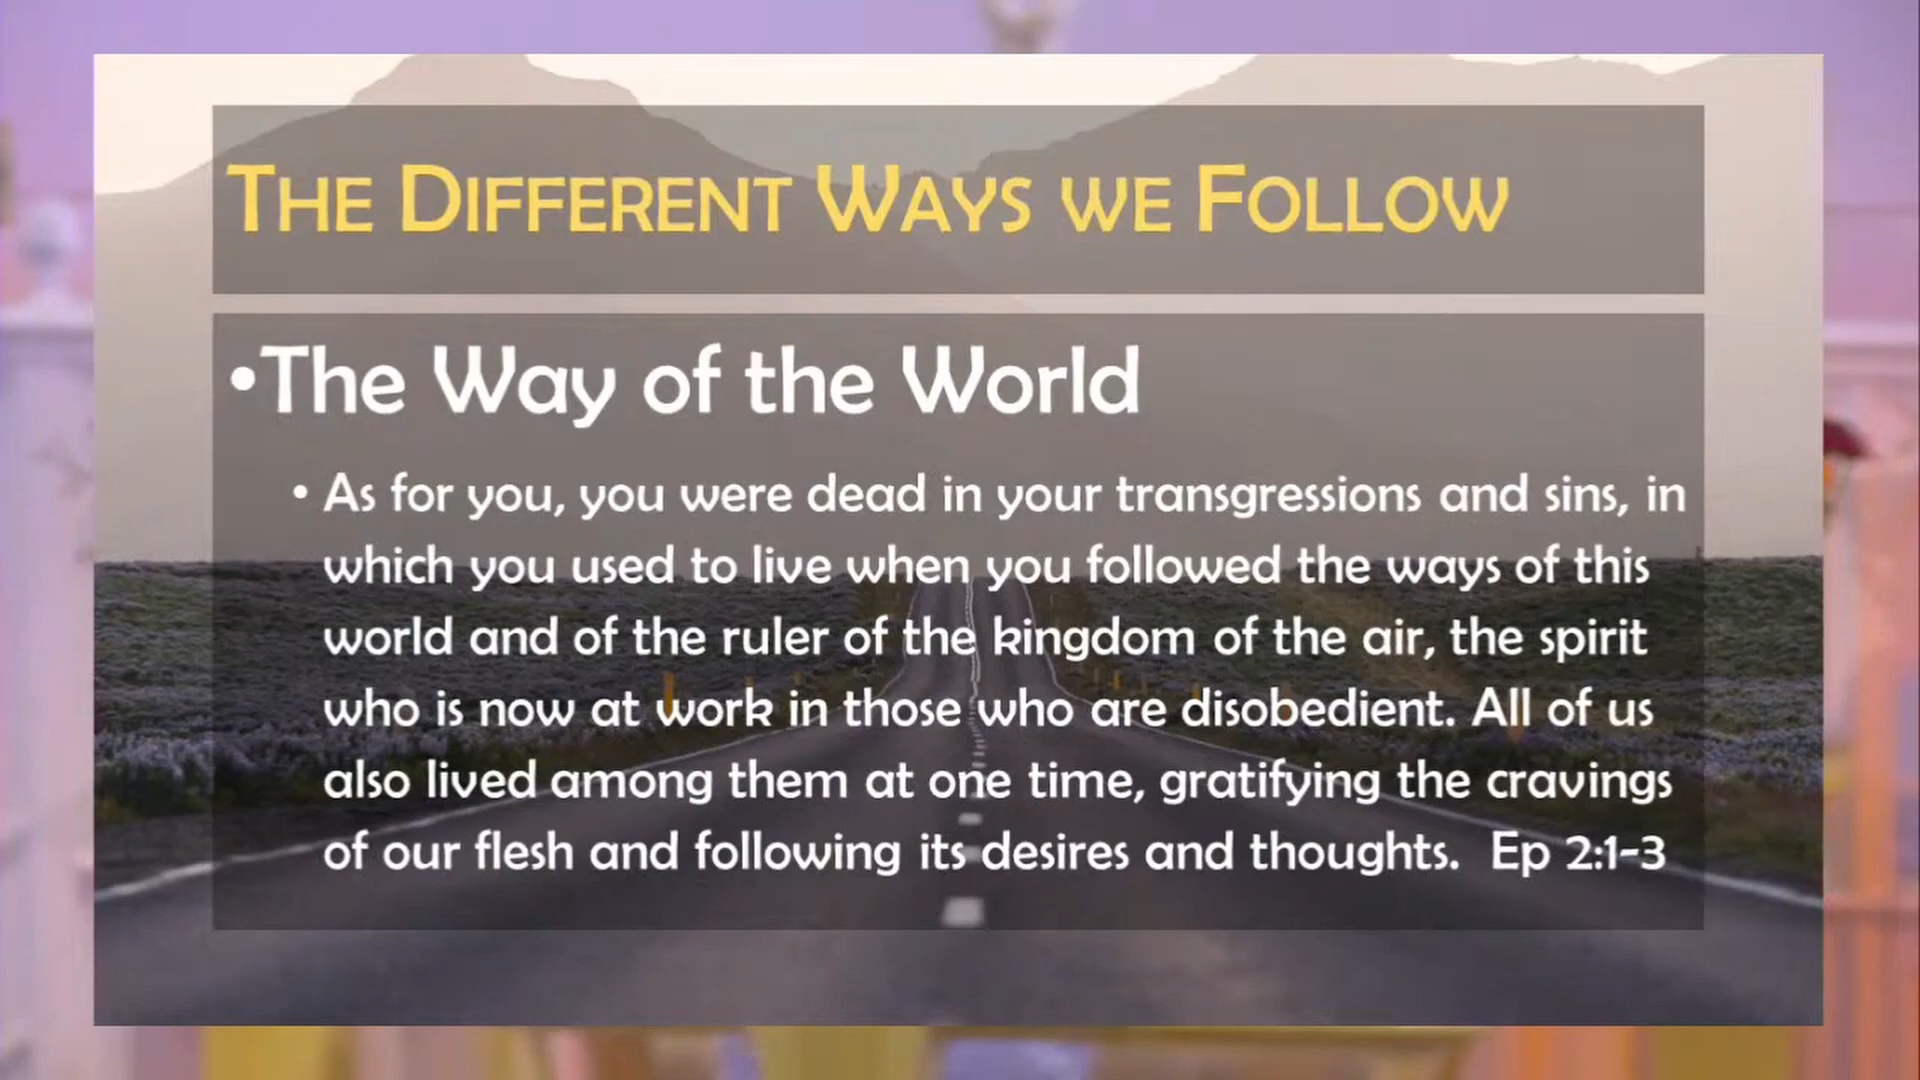 THE DIFFERENT WAYS WE FOLLOW
•The Way of the World
• As for you, you were dead in your transgressions and sins, in
which you used to live when you followed the ways of this
world and of the ruler of the kingdom of the air, the spirit
who is now at work in those who are disobedient. All of us
also lived among them at one time, gratifying the cravings
of our flesh and following its desires and thoughts.  Ep 2:1-3